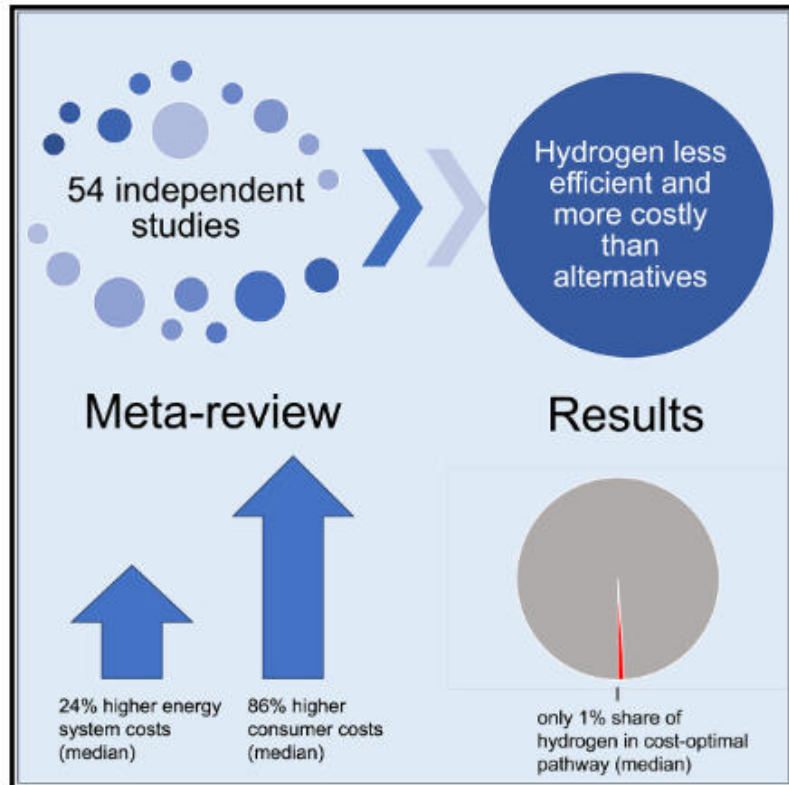 54 independent
studies
Hydrogen less
efficient and
more costly
than
alternatives
Meta-review
Results
24% higher energy
system costs
(median)
86% higher
consumer costs
(median)
only 1% share of
hydrogen in cost-optimal
pathway (median)